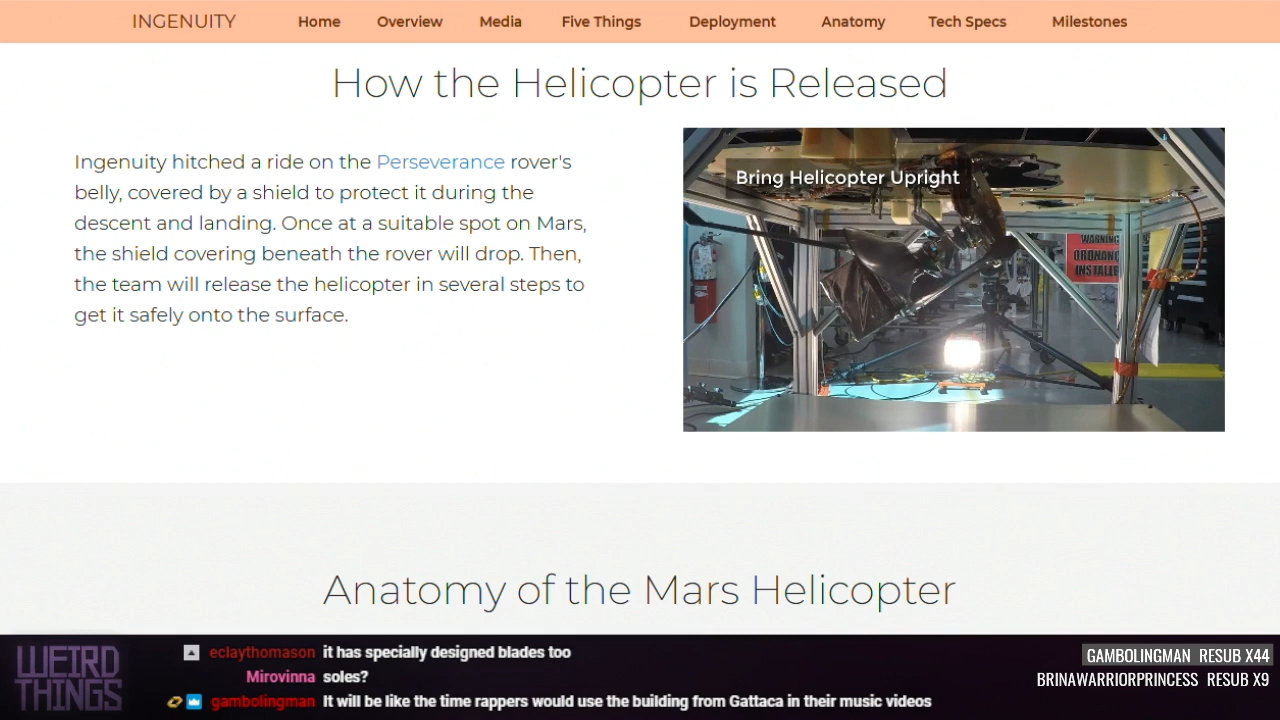 INGENUITY Home Overview Media Five Things Deployment Anatomy Tech Specs Milestones
How the Helicopter is Released
Ingenuity hitched a ride on the Perseverance rover's
belly, covered by a shield to protect it during the
descent and landing. Once at a suitable spot on Mars,
the shield covering beneath the rover will drop. Then,
the team will release the helicopter in several steps to
get it safely onto the surface.
Bring Helicopter Upright
WARNING
ORDNANC
INSTALLE
Anatomy of the Mars Helicopter
WEIRD
THINGS
eclaythomason it has specially designed blades too
Mirovinna soles?
gambolingman It will be like the time rappers would use the building from Gattaca in their music videos
GAMBOLINGMAN RESUB X44
BRINAWARRIORPRINCESS RESUB X9